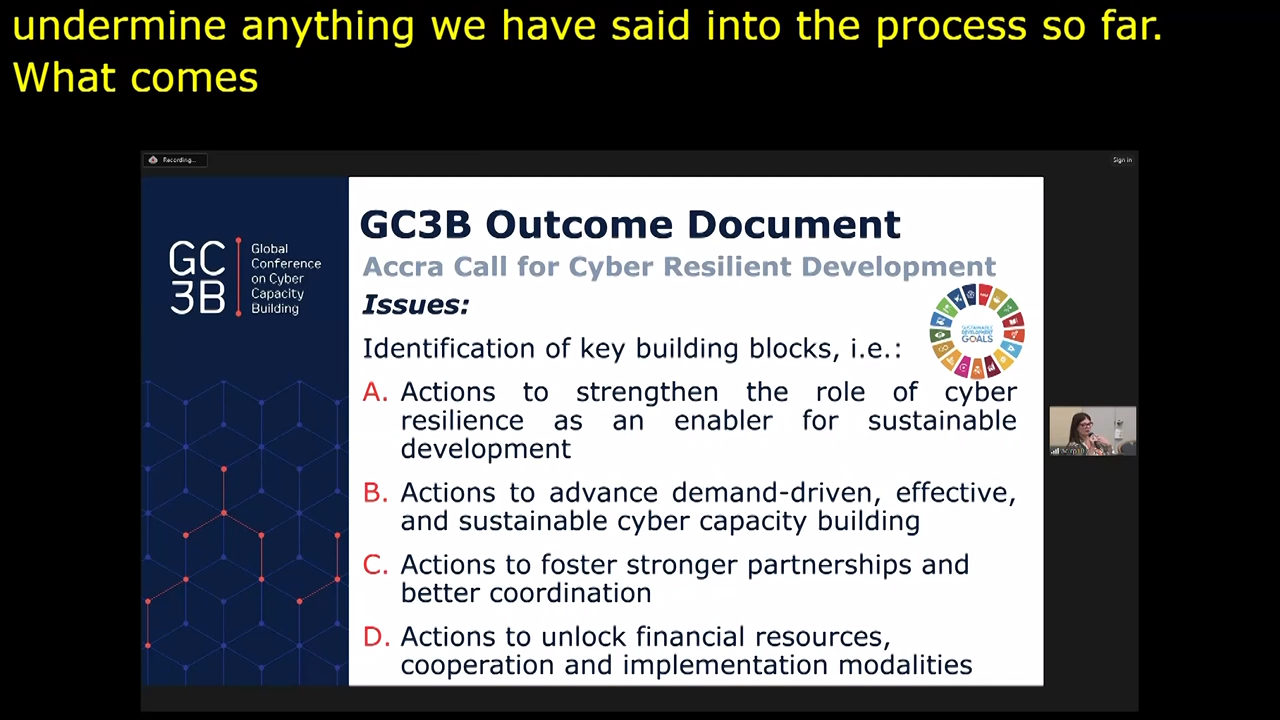 undermine anything we have said into the process so far.
What comes
Recording...
Sign in
GC
3B
Global
Conference
on Cyber
Capacity
Building
GC3B Outcome Document
Accra Call for Cyber Resilient Development
Issues:
Identification of key building blocks, i.e.:
SUSTAINABLE
DEVELOPMENT
GOALS
A. Actions to strengthen the role of cyber
resilience as an enabler for sustainable
development
B. Actions to advance demand-driven, effective,
and sustainable cyber capacity building
C. Actions to foster stronger partnerships and
better coordination
D. Actions to unlock financial resources,
cooperation and implementation modalities